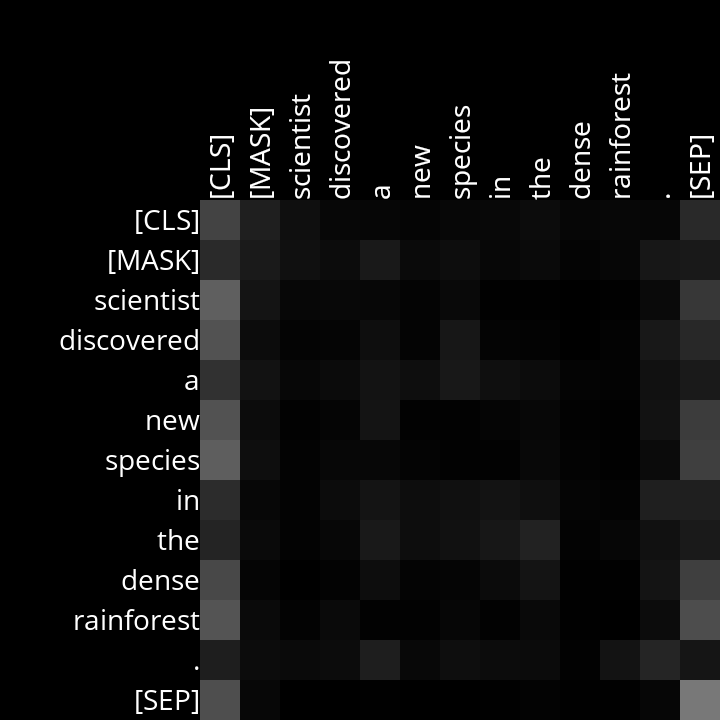 [CLS]
[MASK]
scientist
discovered
a
new
species
in
the
dense
rainforest
.
[SEP]
[CLS]
[MASK]
scientist
discovered
a
new
species
in
the
dense
rainforest
.
[SEP]